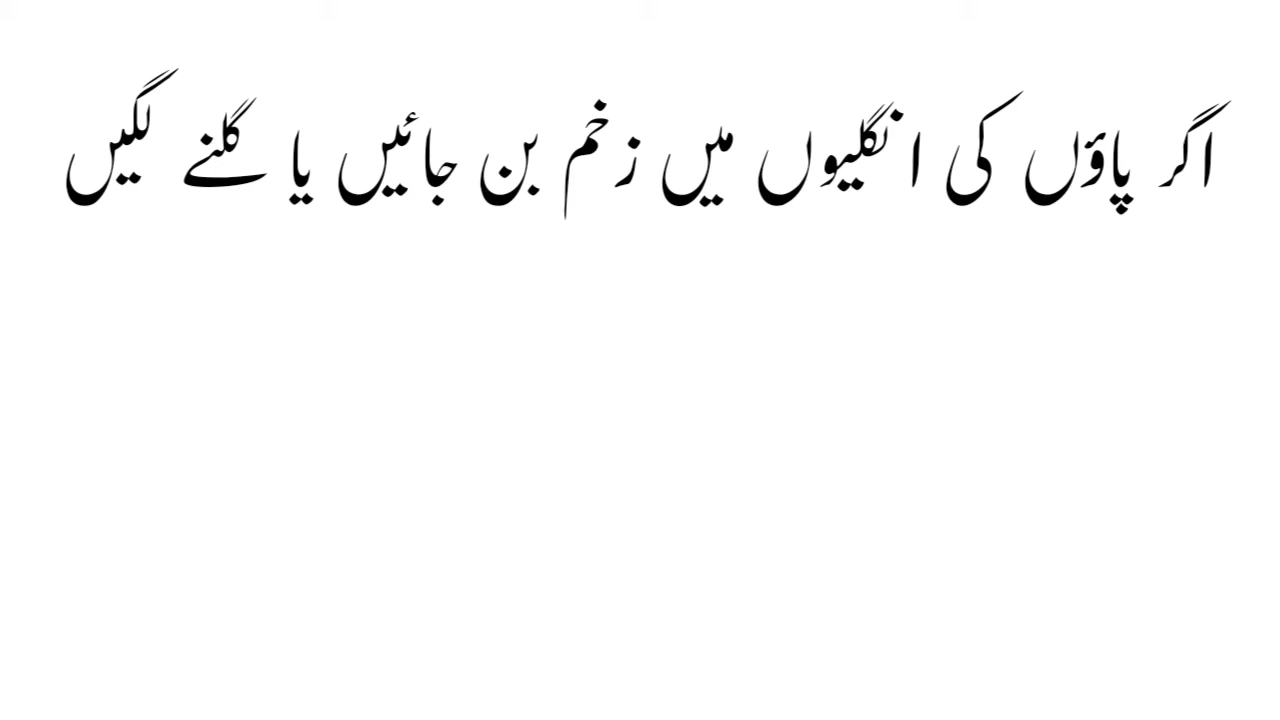 اگر پاؤں کی انگلیوں میں زخم بن جائیں یا گلنے لگیں